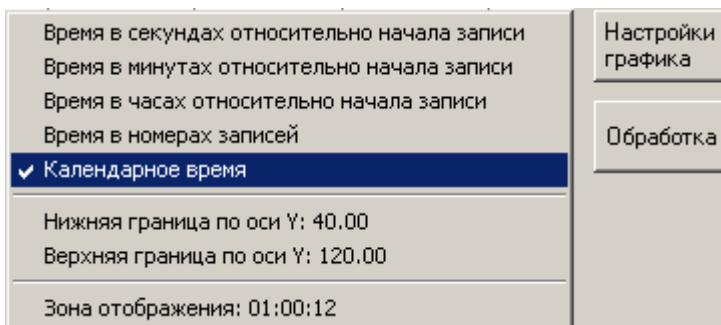 Время в секундах относительно начала записи
Время в минутах относительно начала записи
Время в часах относительно начала записи
Время в номерах записей
Календарное время
Нижняя граница по оси Y: 40.00
Верхняя граница по оси Y: 120.00
Зона отображения: 01:00:12
Настройки
графика
Обработка